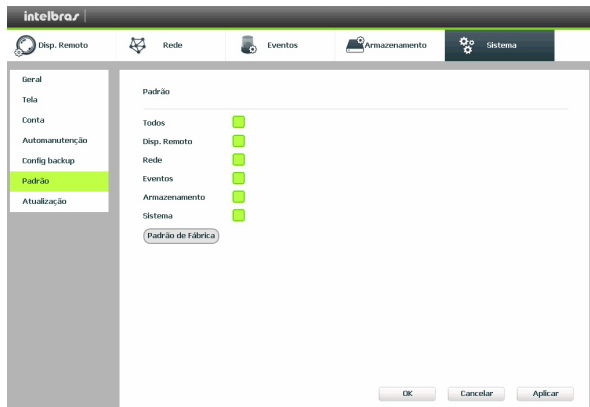 intelbras
Disp. Remoto
Rede
Eventos
Armazenamento
Sistema
Geral
Tela
Conta
Automanutenção
Config backup
Padrão
Atualização
Padrão
Todos
Disp. Remoto
Rede
Eventos
Armazenamento
Sistema
Padrão de Fábrica
OK
Cancelar
Aplicar